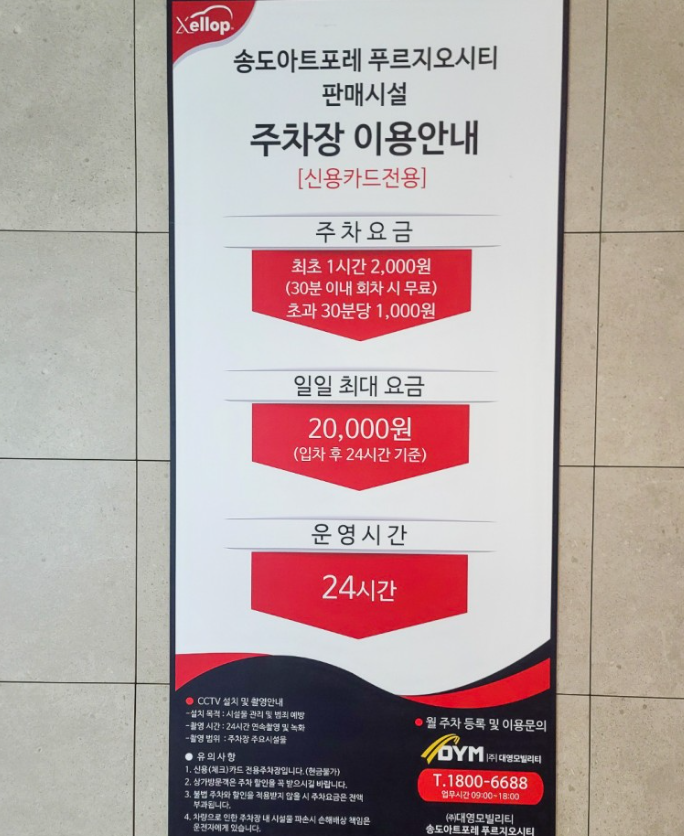 Xellop
송도아트포레 푸르지오시티
판매시설
주차장 이용안내
[신용카드전용]
주차요금
최초 1시간 2,000원
(30분 이내 회차 시 무료)
초과 30분당 1,000원
일일 최대 요금
20,000원
(입차 후 24시간 기준)
운영시간
24시간
● CCTV 설치 및 촬영안내
-설치 목적 : 시설물 관리 및 범죄 예방
-촬영 시간 : 24시간 연속촬영 및 녹화
-촬영 범위 : 주차장 주요시설물
● 유의사항
1. 신용(체크)카드 전용주차장입니다.(현금불가)
2. 상가방문객은 주차 할인을 꼭 받으시길 바랍니다.
3. 불법 주차와 할인을 적용받지 않을 시 주차요금은 전액
부과됩니다.
4. 차량으로 인한 주차장 내 시설물 파손시 손해배상 책임은
운전자에게 있습니다.
● 월 주차 등록 및 이용문의
DYM (주)대영모빌리티
T.1800-6688
업무시간 09:00~18:00
(주)대영모빌리티
송도아트포레 푸르지오시티